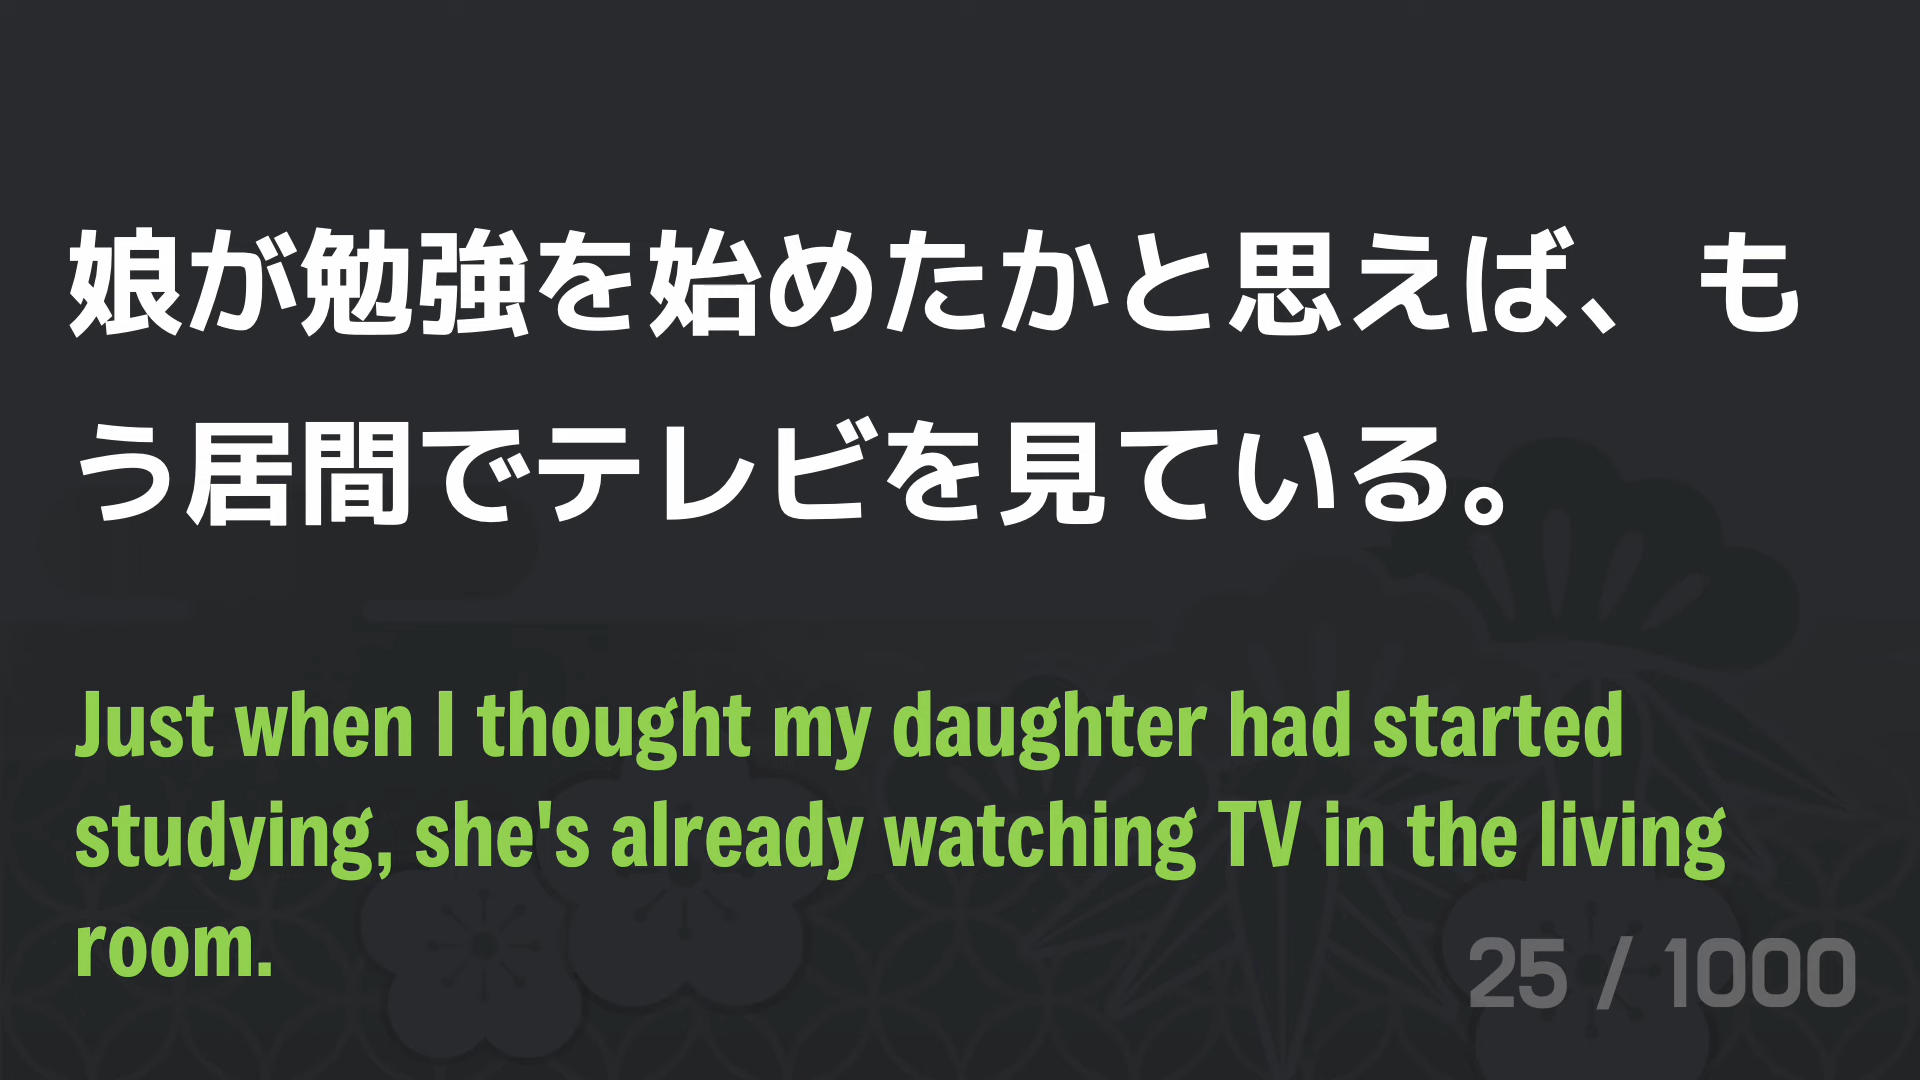 娘が勉強を始めたかと思えば、も
う居間でテレビを見ている。
Just when I thought my daughter had started
studying, she's already watching TV in the living
room.
25 / 1000